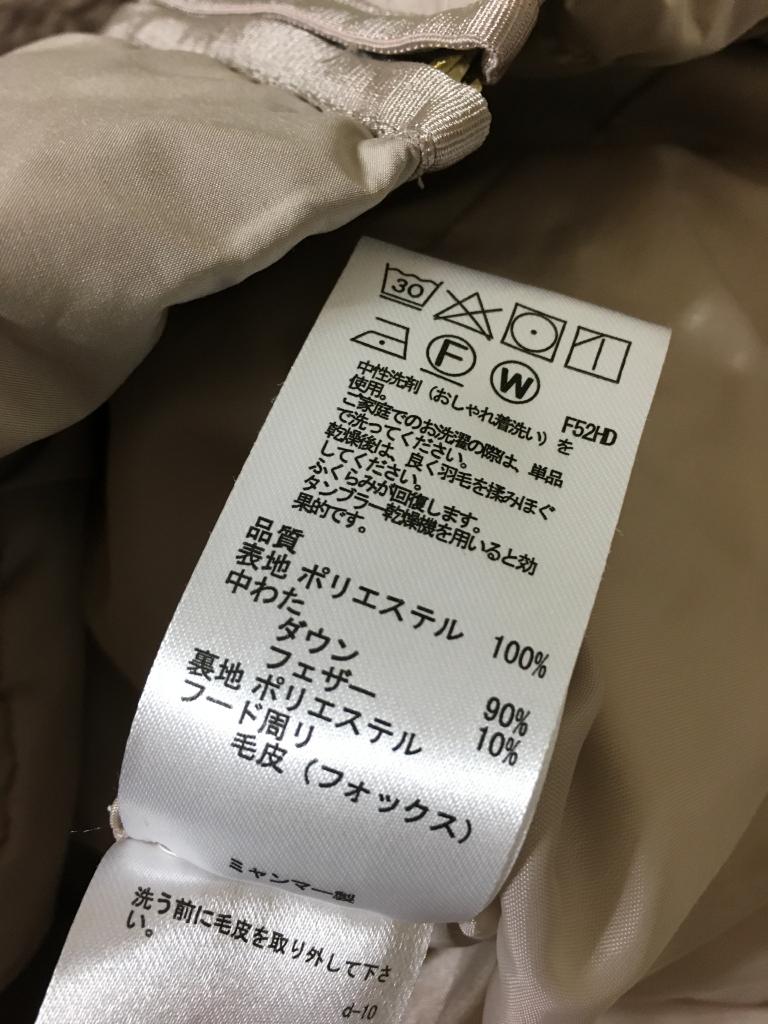 30
F W
F52HD
中性洗剤（おしゃれ着洗い）を
使用。
ご家庭でのお洗濯の際は、単品
で洗ってください。
乾燥後は、良く羽毛を揉みほぐ
してください。
ふくらみが回復します。
タンブラー乾燥機を用いると効
果的です。
品質
表地 ポリエステル 100%
中わた
ダウン 90%
フェザー 10%
裏地 ポリエステル
フード周り
毛皮（フォックス）
ミャンマー製
洗う前に毛皮を取り外して下さ
い。
d-10